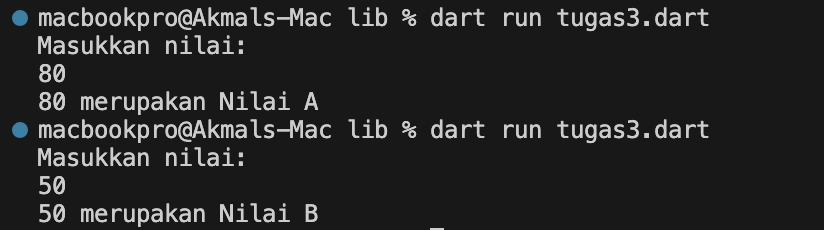 macbookpro@Akmals-Mac lib % dart run tugas3.dart
Masukkan nilai:
80
80 merupakan Nilai A
macbookpro@Akmals-Mac lib % dart run tugas3.dart
Masukkan nilai:
50
50 merupakan Nilai B